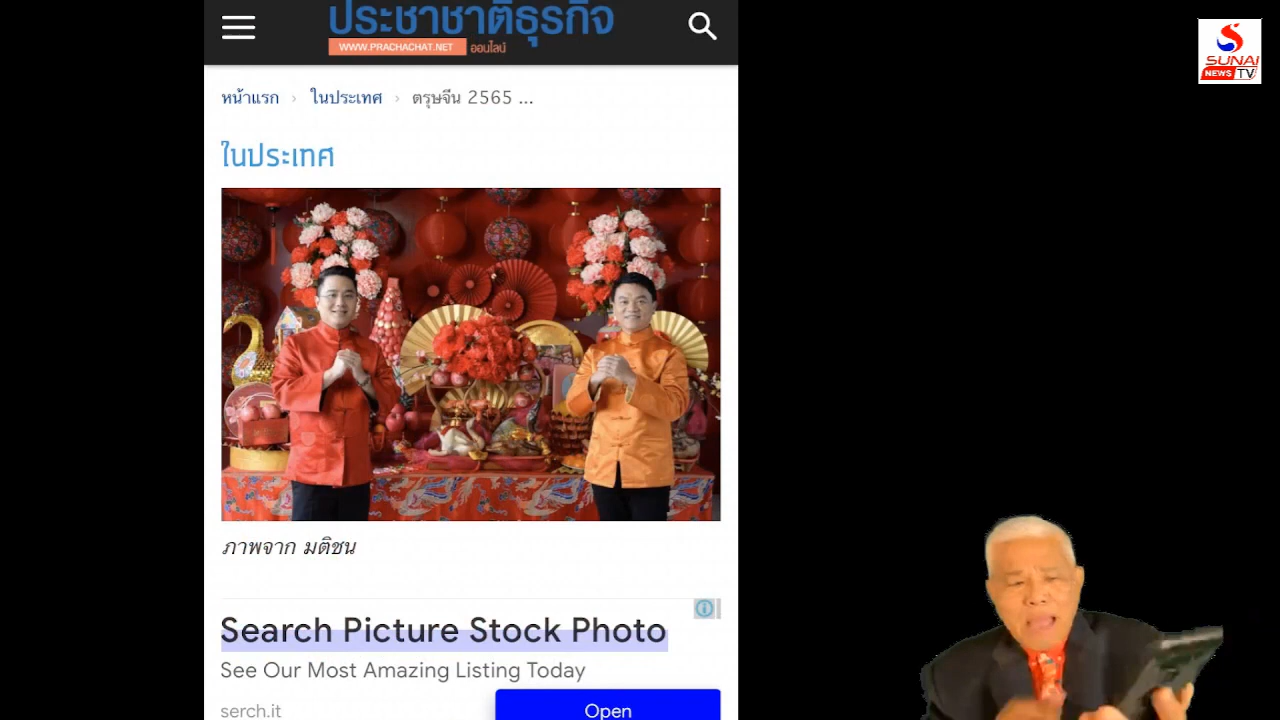 ประชาชาติธุรกิจ
WWW.PRACHACHAT.NET ออนไลน์
หน้าแรก › ในประเทศ › ตรุษจีน 2565 ...
ในประเทศ
ภาพจาก มติชน
Search Picture Stock Photo
See Our Most Amazing Listing Today
serch.it
Open
SUNAI
NEWS TV